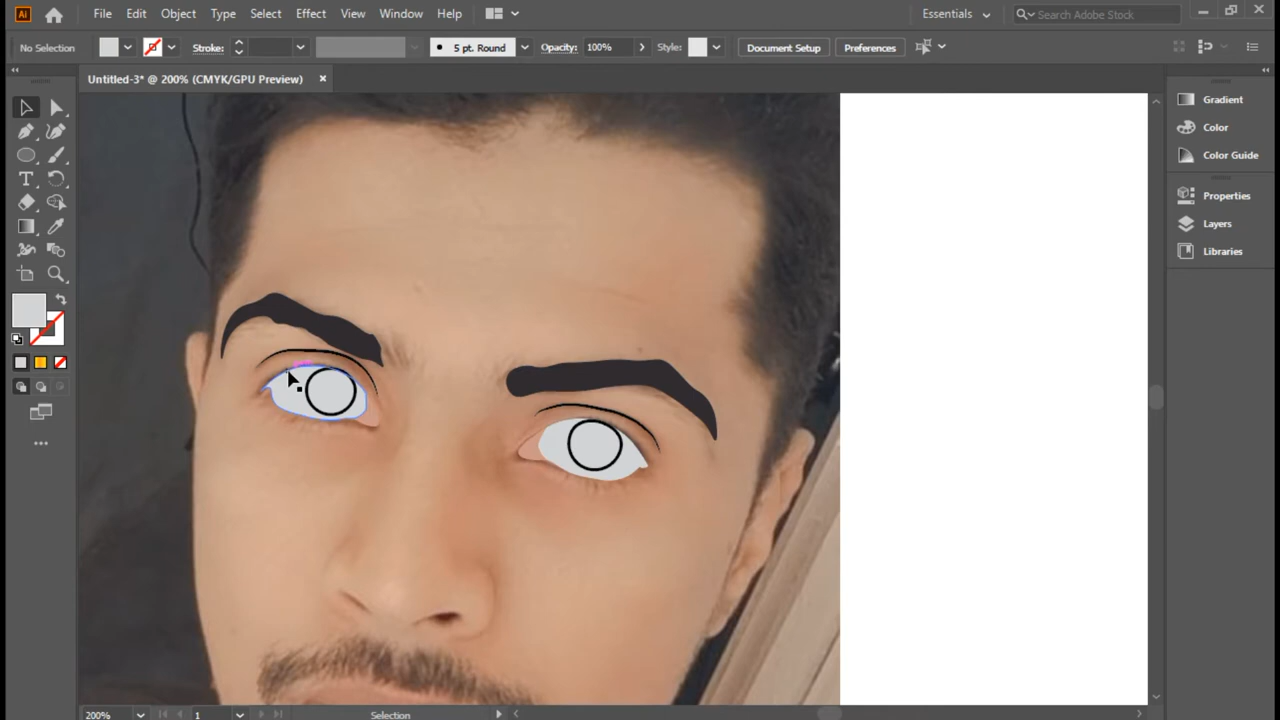 Ai File Edit Object Type Select Effect View Window Help Essentials Search Adobe Stock
No Selection Stroke: 5 pt. Round Opacity: 100% Style: Document Setup Preferences
Untitled-3* @ 200% (CMYK/GPU Preview)
Gradient
Color
Color Guide
Properties
Layers
Libraries
200% 1 Selection